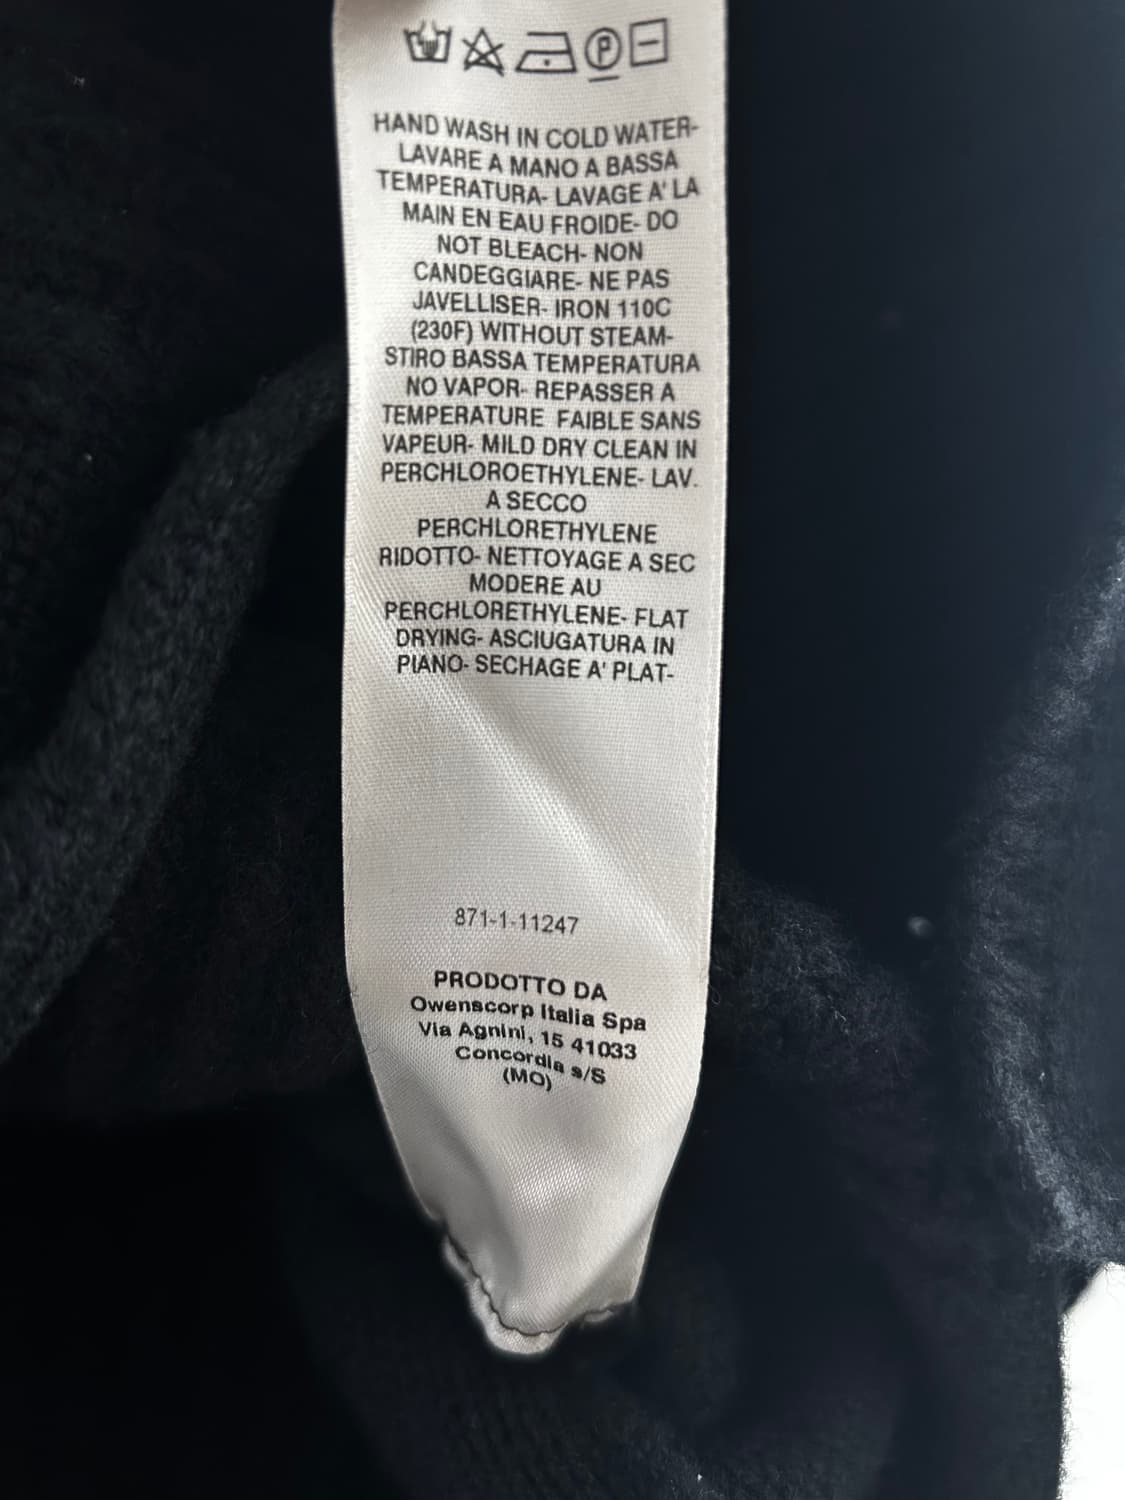 HAND WASH IN COLD WATER-
LAVARE A MANO A BASSA
TEMPERATURA- LAVAGE A' LA
MAIN EN EAU FROIDE- DO
NOT BLEACH- NON
CANDEGGIARE- NE PAS
JAVELLISER- IRON 110C
(230F) WITHOUT STEAM-
STIRO BASSA TEMPERATURA
NO VAPOR- REPASSER A
TEMPERATURE FAIBLE SANS
VAPEUR- MILD DRY CLEAN IN
PERCHLOROETHYLENE- LAV.
A SECCO
PERCHLORETHYLENE
RIDOTTO- NETTOYAGE A SEC
MODERE AU
PERCHLORETHYLENE- FLAT
DRYING- ASCIUGATURA IN
PIANO- SECHAGE A' PLAT-
871-1-11247
PRODOTTO DA
Owenscorp Italia Spa
Via Agnini, 15 41033
Concordia s/S
(MO)